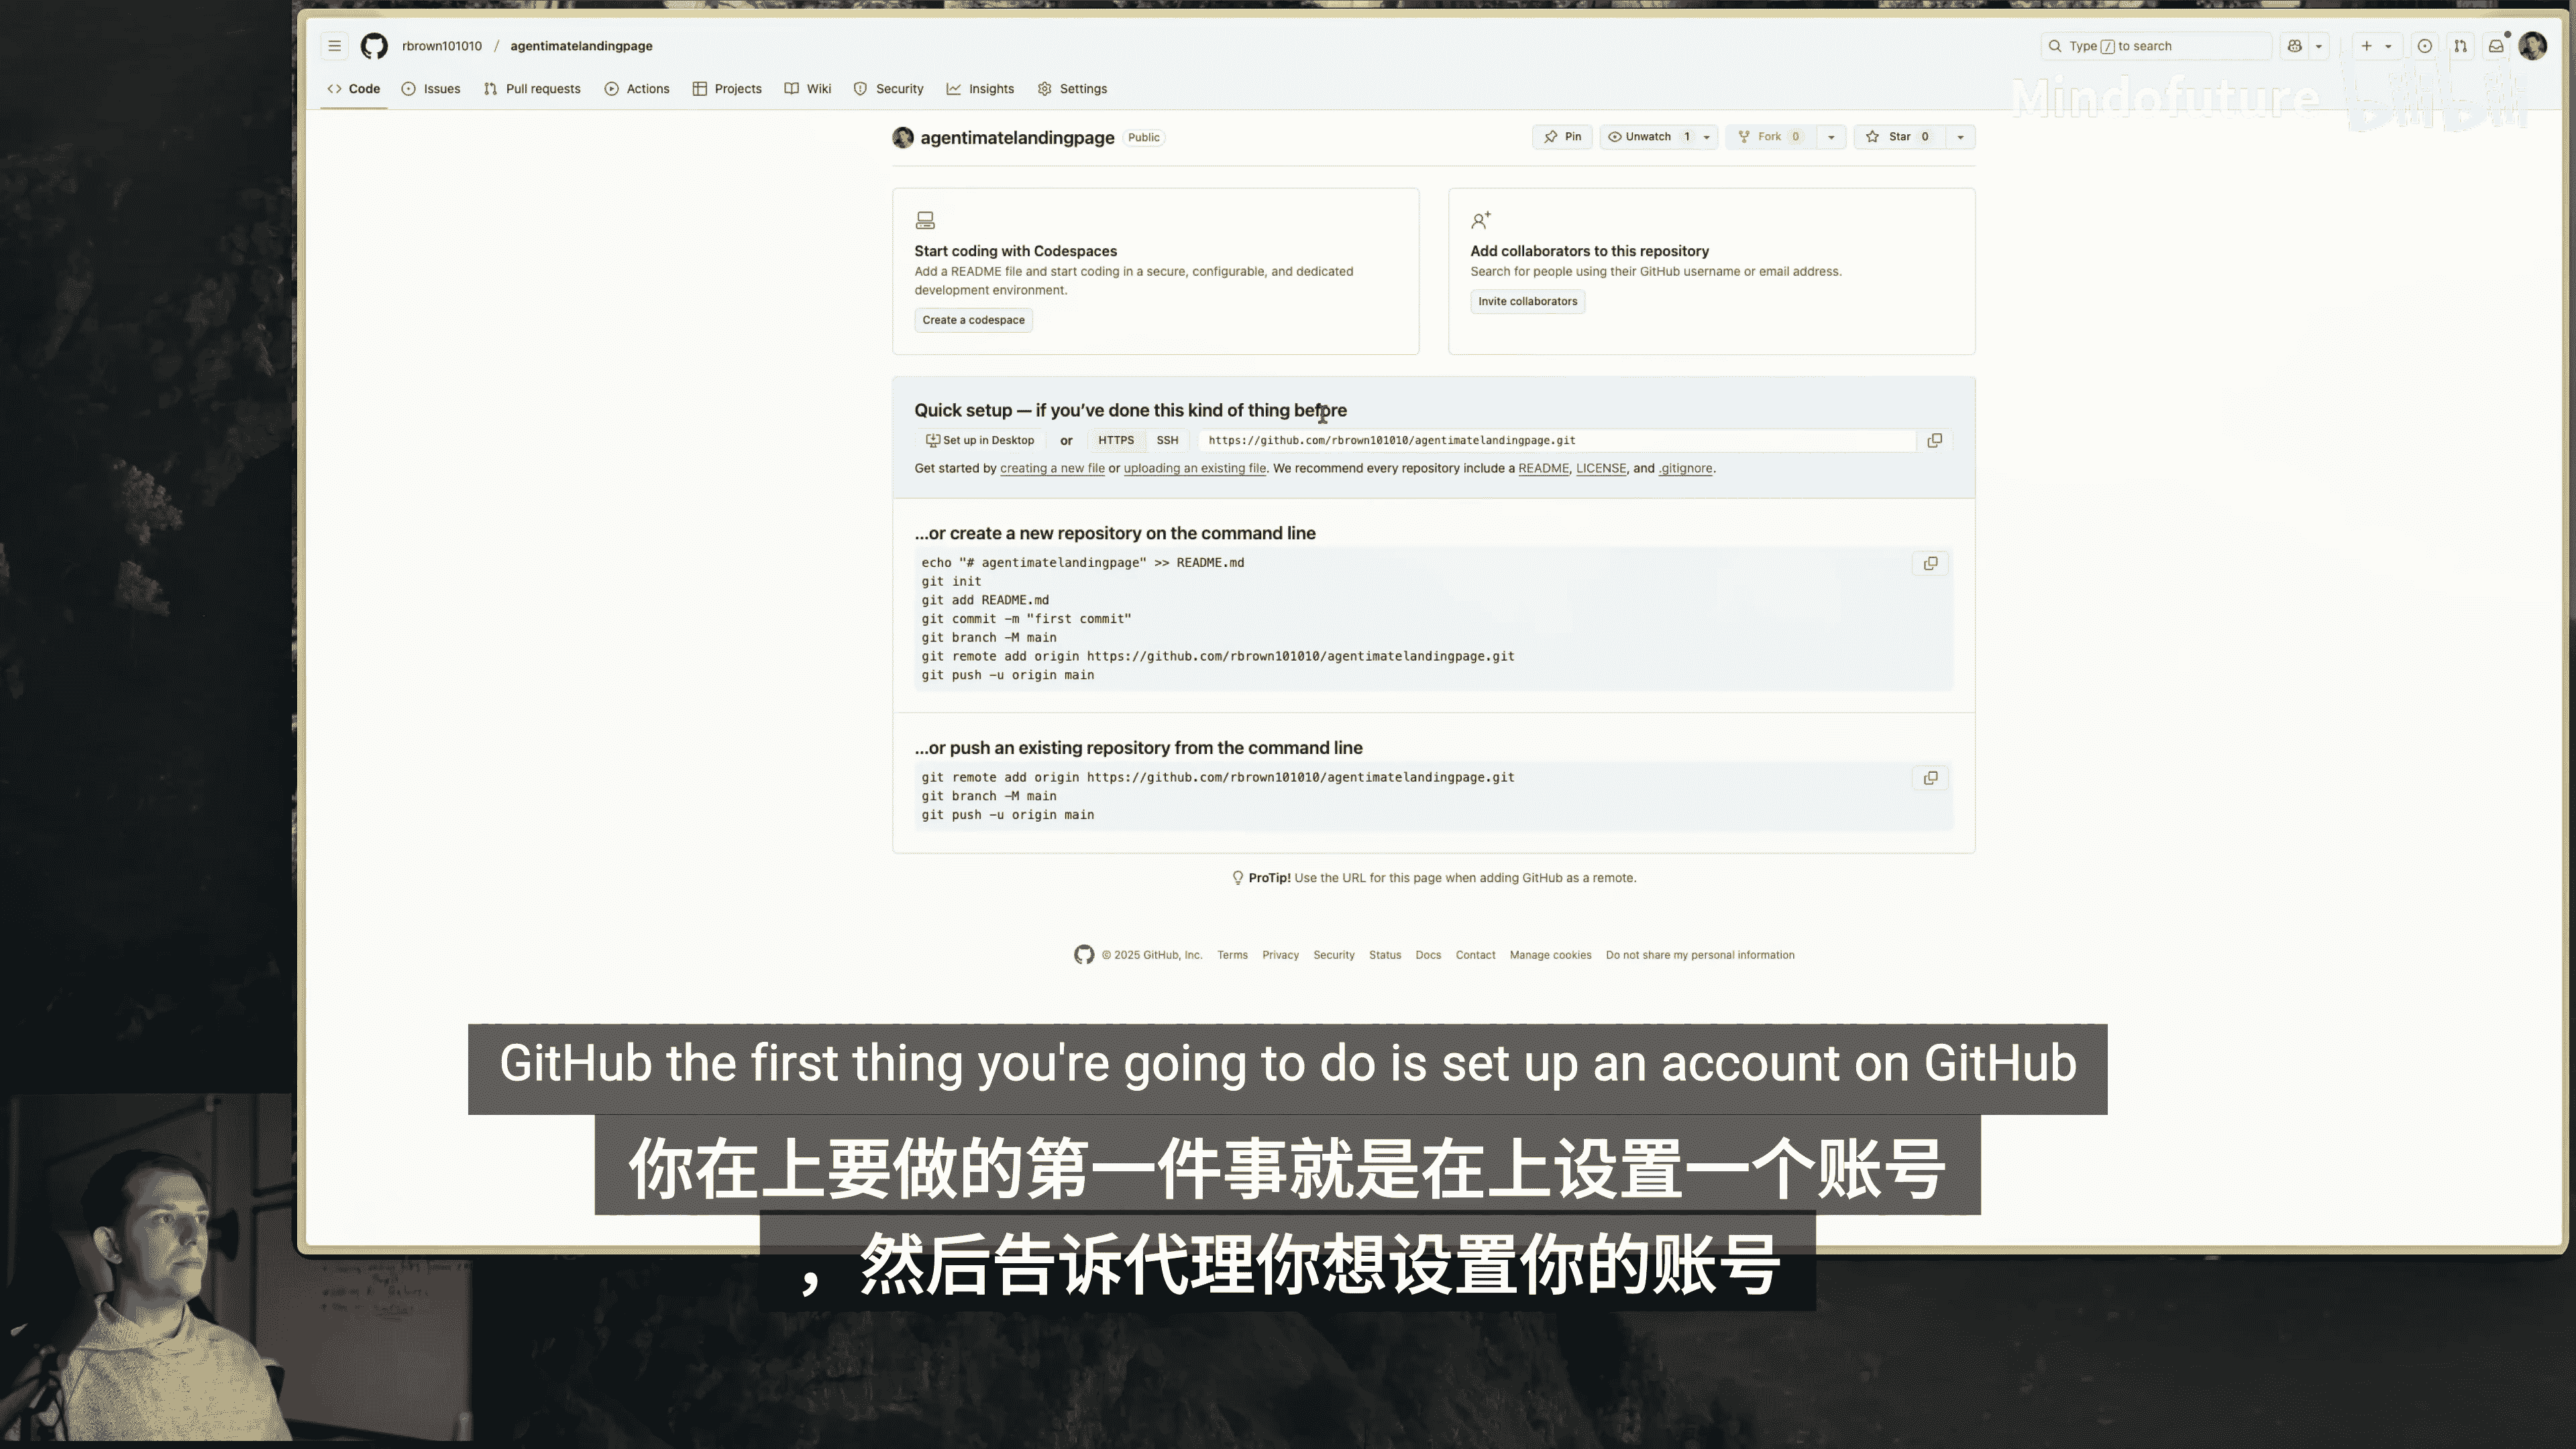 rbrown101010 / agentimatelandingpage
Type / to search
Code Issues Pull requests Actions Projects Wiki Security Insights Settings
Mindofuture bilibili
agentimatelandingpage Public
Pin Unwatch 1 Fork 0 Star 0
Start coding with Codespaces
Add a README file and start coding in a secure, configurable, and dedicated
development environment.
Create a codespace
Add collaborators to this repository
Search for people using their GitHub username or email address.
Invite collaborators
Quick setup — if you’ve done this kind of thing before
Set up in Desktop or HTTPS SSH https://github.com/rbrown101010/agentimatelandingpage.git
Get started by creating a new file or uploading an existing file. We recommend every repository include a README, LICENSE, and .gitignore.
...or create a new repository on the command line
echo "# agentimatelandingpage" >> README.md
git init
git add README.md
git commit -m "first commit"
git branch -M main
git remote add origin https://github.com/rbrown101010/agentimatelandingpage.git
git push -u origin main
...or push an existing repository from the command line
git remote add origin https://github.com/rbrown101010/agentimatelandingpage.git
git branch -M main
git push -u origin main
ProTip! Use the URL for this page when adding GitHub as a remote.
© 2025 GitHub, Inc. Terms Privacy Security Status Docs Contact Manage cookies Do not share my personal information
GitHub the first thing you're going to do is set up an account on GitHub
你在上要做的第一件事就是在上设置一个账号
，然后告诉代理你想设置你的账号